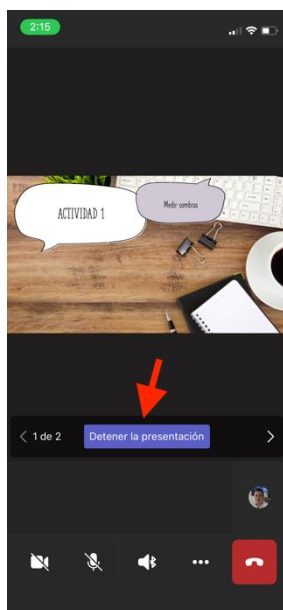 2:15
ACTIVIDAD 1
Medir sombras
1 de 2
Detener la presentación